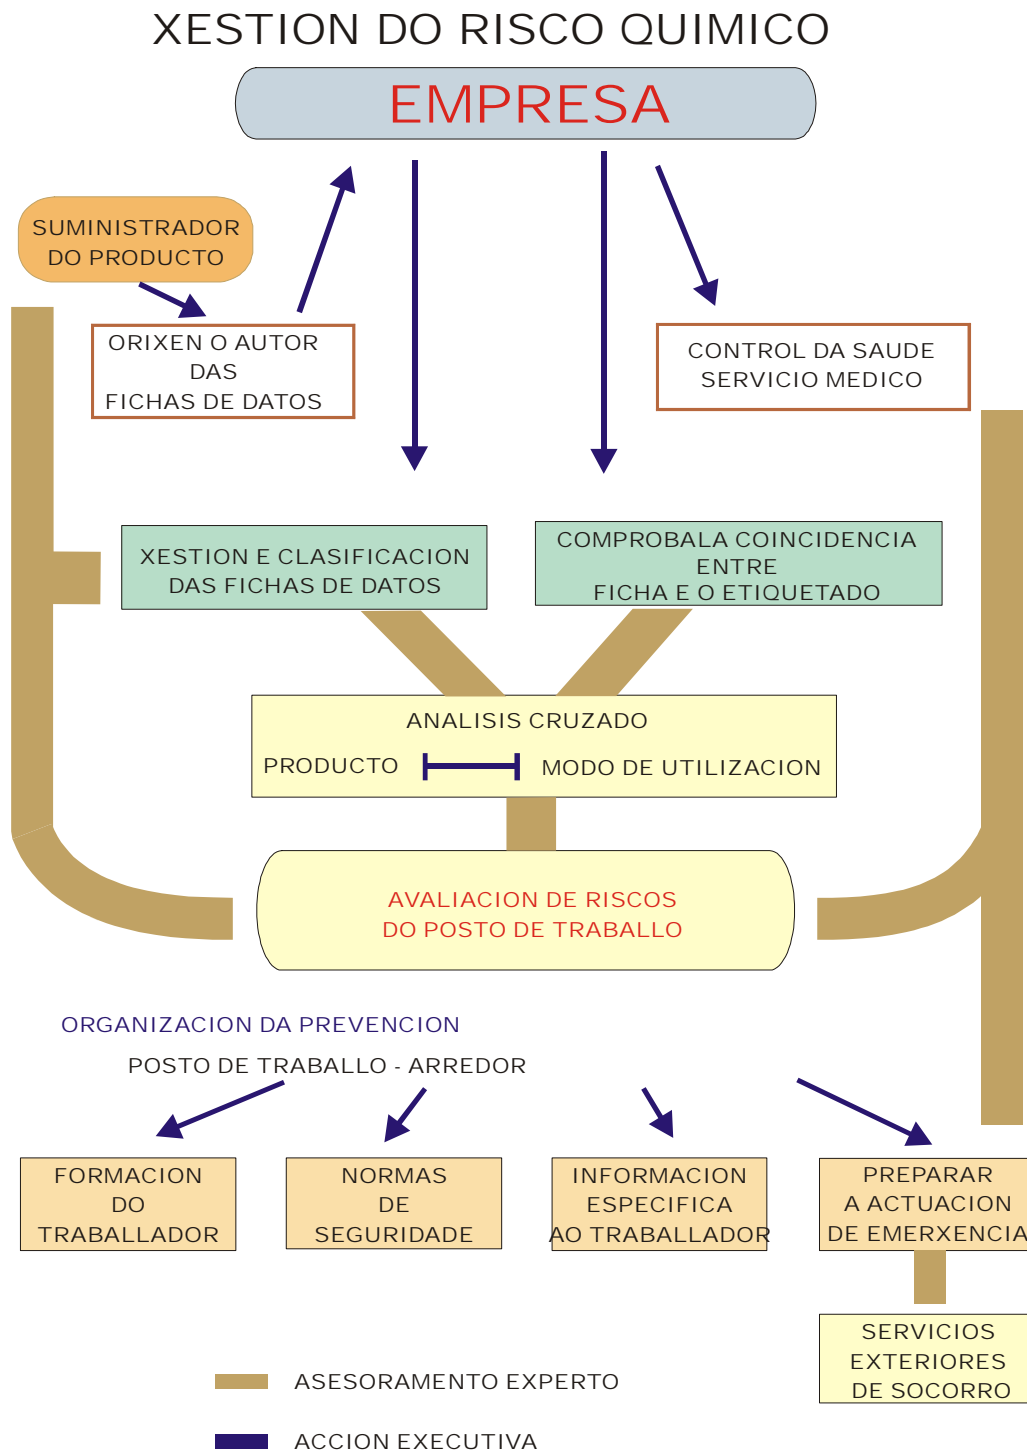 XESTION DO RISCO QUIMICO
EMPRESA
SUMINISTRADOR
DO PRODUCTO
ORIXEN O AUTOR
DAS
FICHAS DE DATOS
CONTROL DA SAUDE
SERVICIO MEDICO
XESTION E CLASIFICACION
DAS FICHAS DE DATOS
COMPROBALA COINCIDENCIA
ENTRE
FICHA E O ETIQUETADO
ANALISIS CRUZADO
PRODUCTO
MODO DE UTILIZACION
AVALIACION DE RISCOS
DO POSTO DE TRABALLO
ORGANIZACION DA PREVENCION
POSTO DE TRABALLO - ARREDOR
FORMACION
DO
TRABALLADOR
NORMAS
DE
SEGURIDADE
INFORMACION
ESPECIFICA
AO TRABALLADOR
PREPARAR
A ACTUACION
DE EMERXENCIA
SERVICIOS
EXTERIORES
DE SOCORRO
ASESORAMENTO EXPERTO
ACCION EXECUTIVA